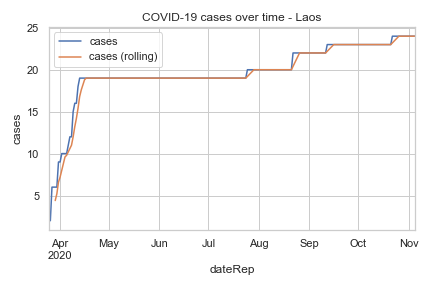 COVID-19 cases over time - Laos
cases
cases (rolling)
25
20
15
10
5
cases
Apr
2020
May
Jun
Jul
Aug
Sep
Oct
Nov
dateRep